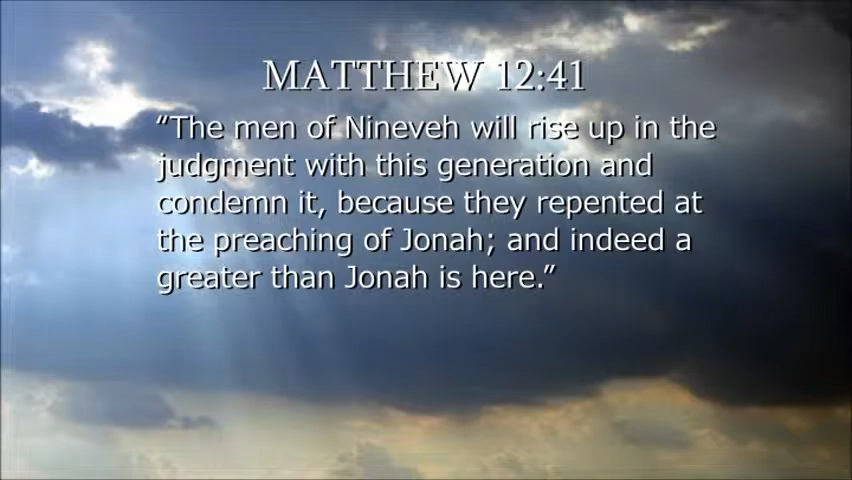 MATTHEW 12:41
“The men of Nineveh will rise up in the
judgment with this generation and
condemn it, because they repented at
the preaching of Jonah; and indeed a
greater than Jonah is here.”